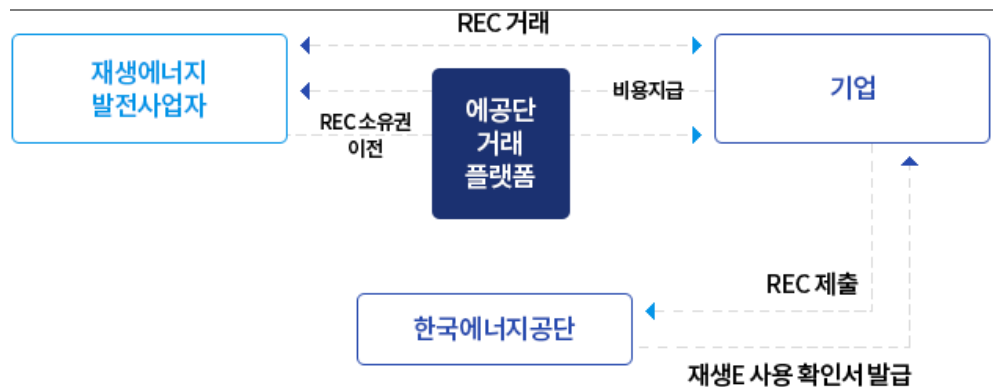 REC 거래
재생에너지
발전사업자
기업
에공단
거래
플랫폼
비용지급
REC 소유권
이전
REC 제출
한국에너지공단
재생E 사용 확인서 발급